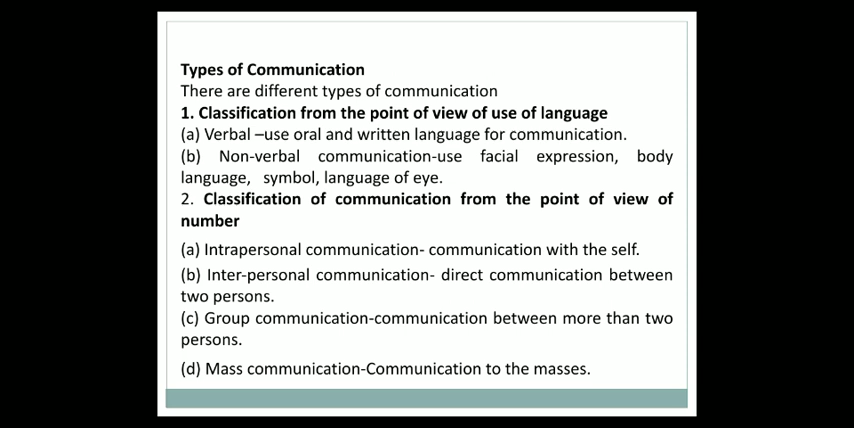 Types of Communication
There are different types of communication
1. Classification from the point of view of use of language
(a) Verbal –use oral and written language for communication.
(b) Non-verbal communication-use facial expression, body
language, symbol, language of eye.
2. Classification of communication from the point of view of
number
(a) Intrapersonal communication- communication with the self.
(b) Inter-personal communication- direct communication between
two persons.
(c) Group communication-communication between more than two
persons.
(d) Mass communication-Communication to the masses.